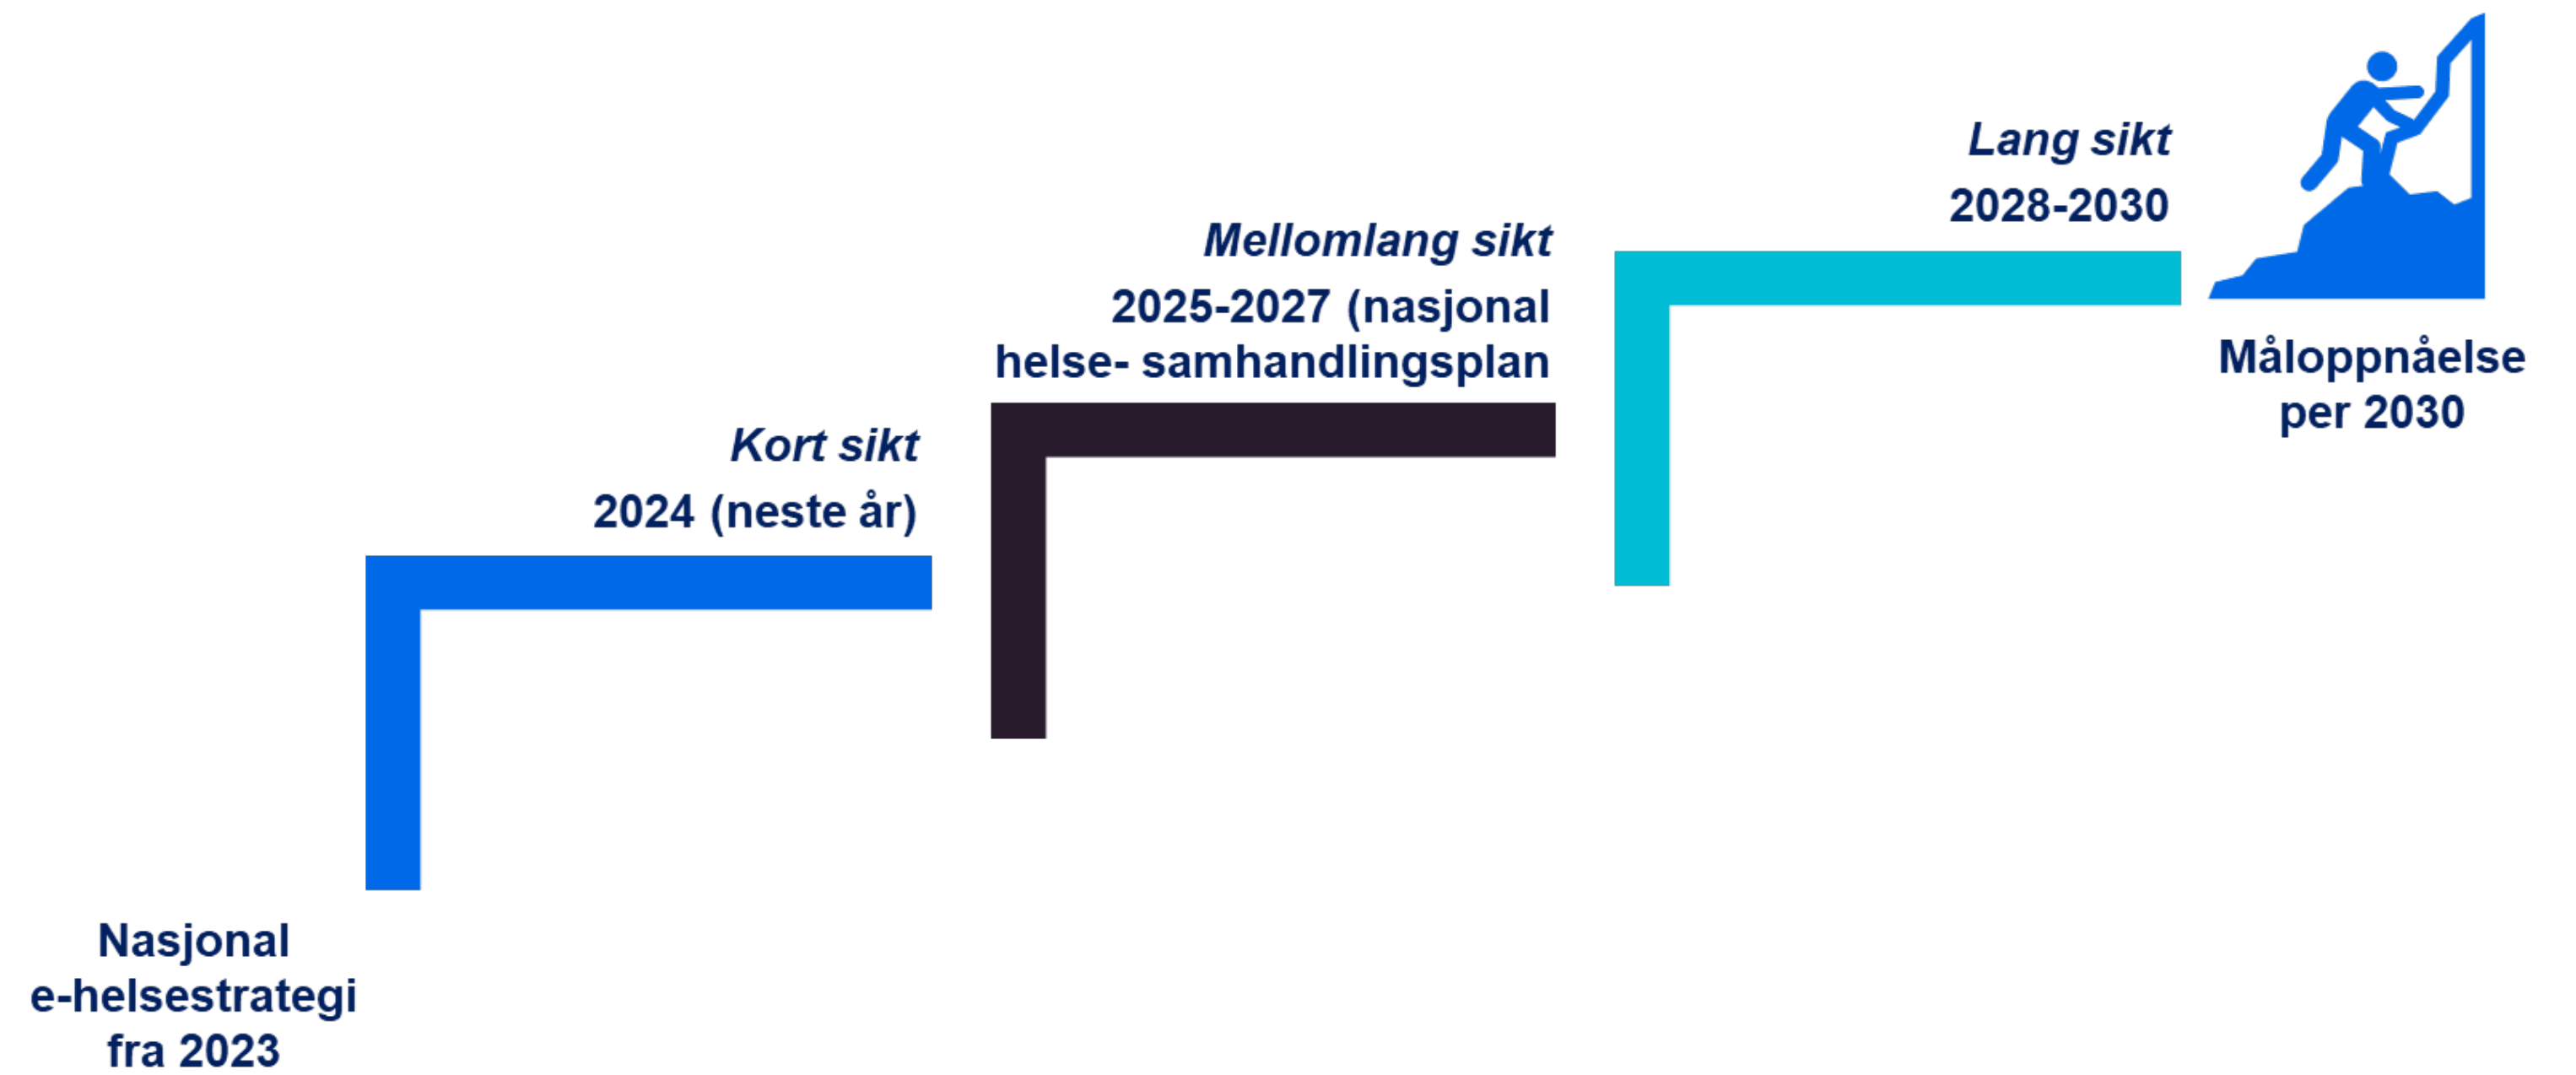 Lang sikt
2028-2030
Mellomlang sikt
2025-2027 (nasjonal
helse- samhandlingsplan
Måloppnåelse
per 2030
Kort sikt
2024 (neste år)
Nasjonal
e-helsestrategi
fra 2023